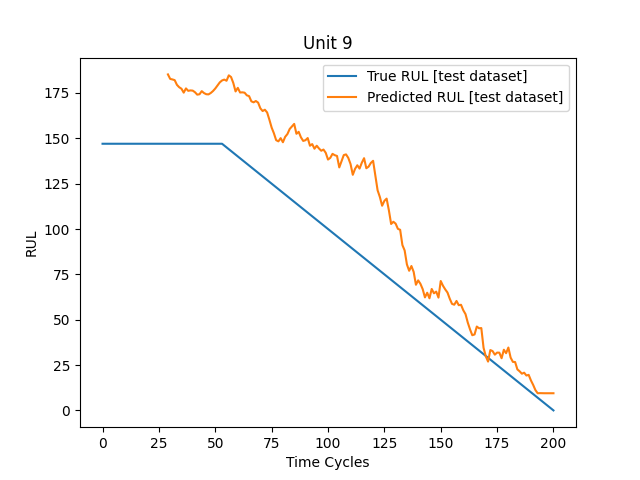 Unit 9
True RUL [test dataset]
Predicted RUL [test dataset]
RUL
175
150
125
100
75
50
25
0
0 25 50 75 100 125 150 175 200
Time Cycles